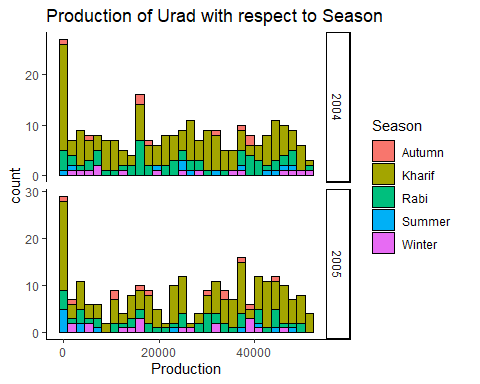 Production of Urad with respect to Season
count
20
10
0
2004
30
20
10
0
2005
0
20000
40000
Production
Season
Autumn
Kharif
Rabi
Summer
Winter